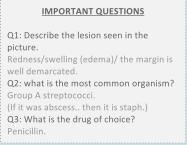 IMPORTANT QUESTIONS
Q1: Describe the lesion seen in the
picture.
Redness/swelling (edema)/ the margin is
well demarcated.
Q2: what is the most common organism?
Group A streptococci.
(If it was abscess.. then it is staph.)
Q3: What is the drug of choice?
Penicillin.